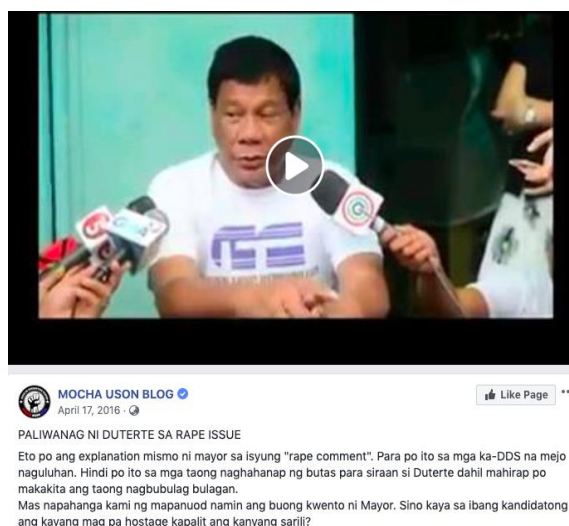 MOCHA USON BLOG
Like Page
April 17, 2016
PALIWANAG NI DUTERTE SA RAPE ISSUE
Eto po ang explanation mismo ni mayor sa isyung "rape comment". Para po ito sa mga ka-DDS na mejo
naguluhan. Hindi po ito sa mga taong naghahanap ng butas para siraan si Duterte dahil mahirap po
makakita ang taong nagbubulag bulagan.
Mas napahanga kami ng mapanuod namin ang buong kwento ni Mayor. Sino kaya sa ibang kandidatong
ang kayang mag pa hostage kapalit ang kanyang sarili?